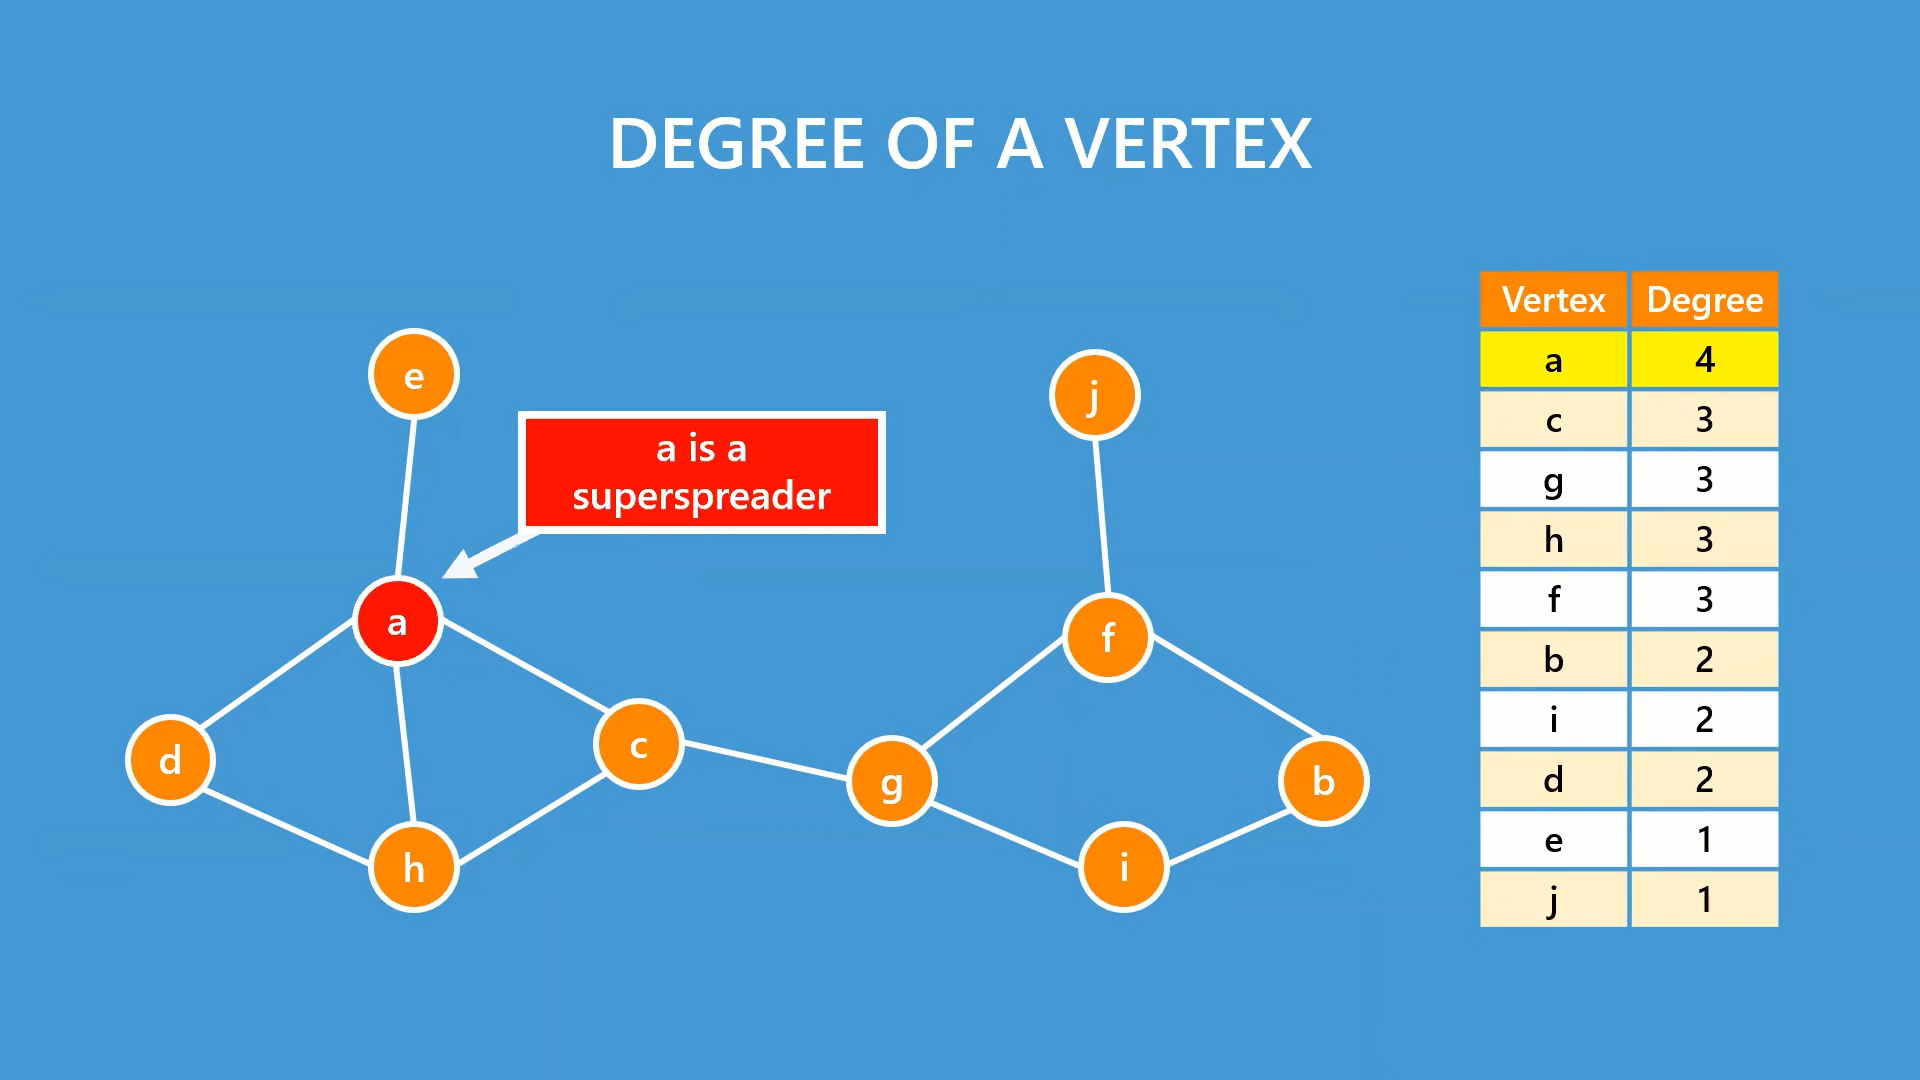 DEGREE OF A VERTEX
e
j
a is a
superspreader
a
f
d
c
g
b
h
i
Vertex Degree
a 4
c 3
g 3
h 3
f 3
b 2
i 2
d 2
e 1
j 1